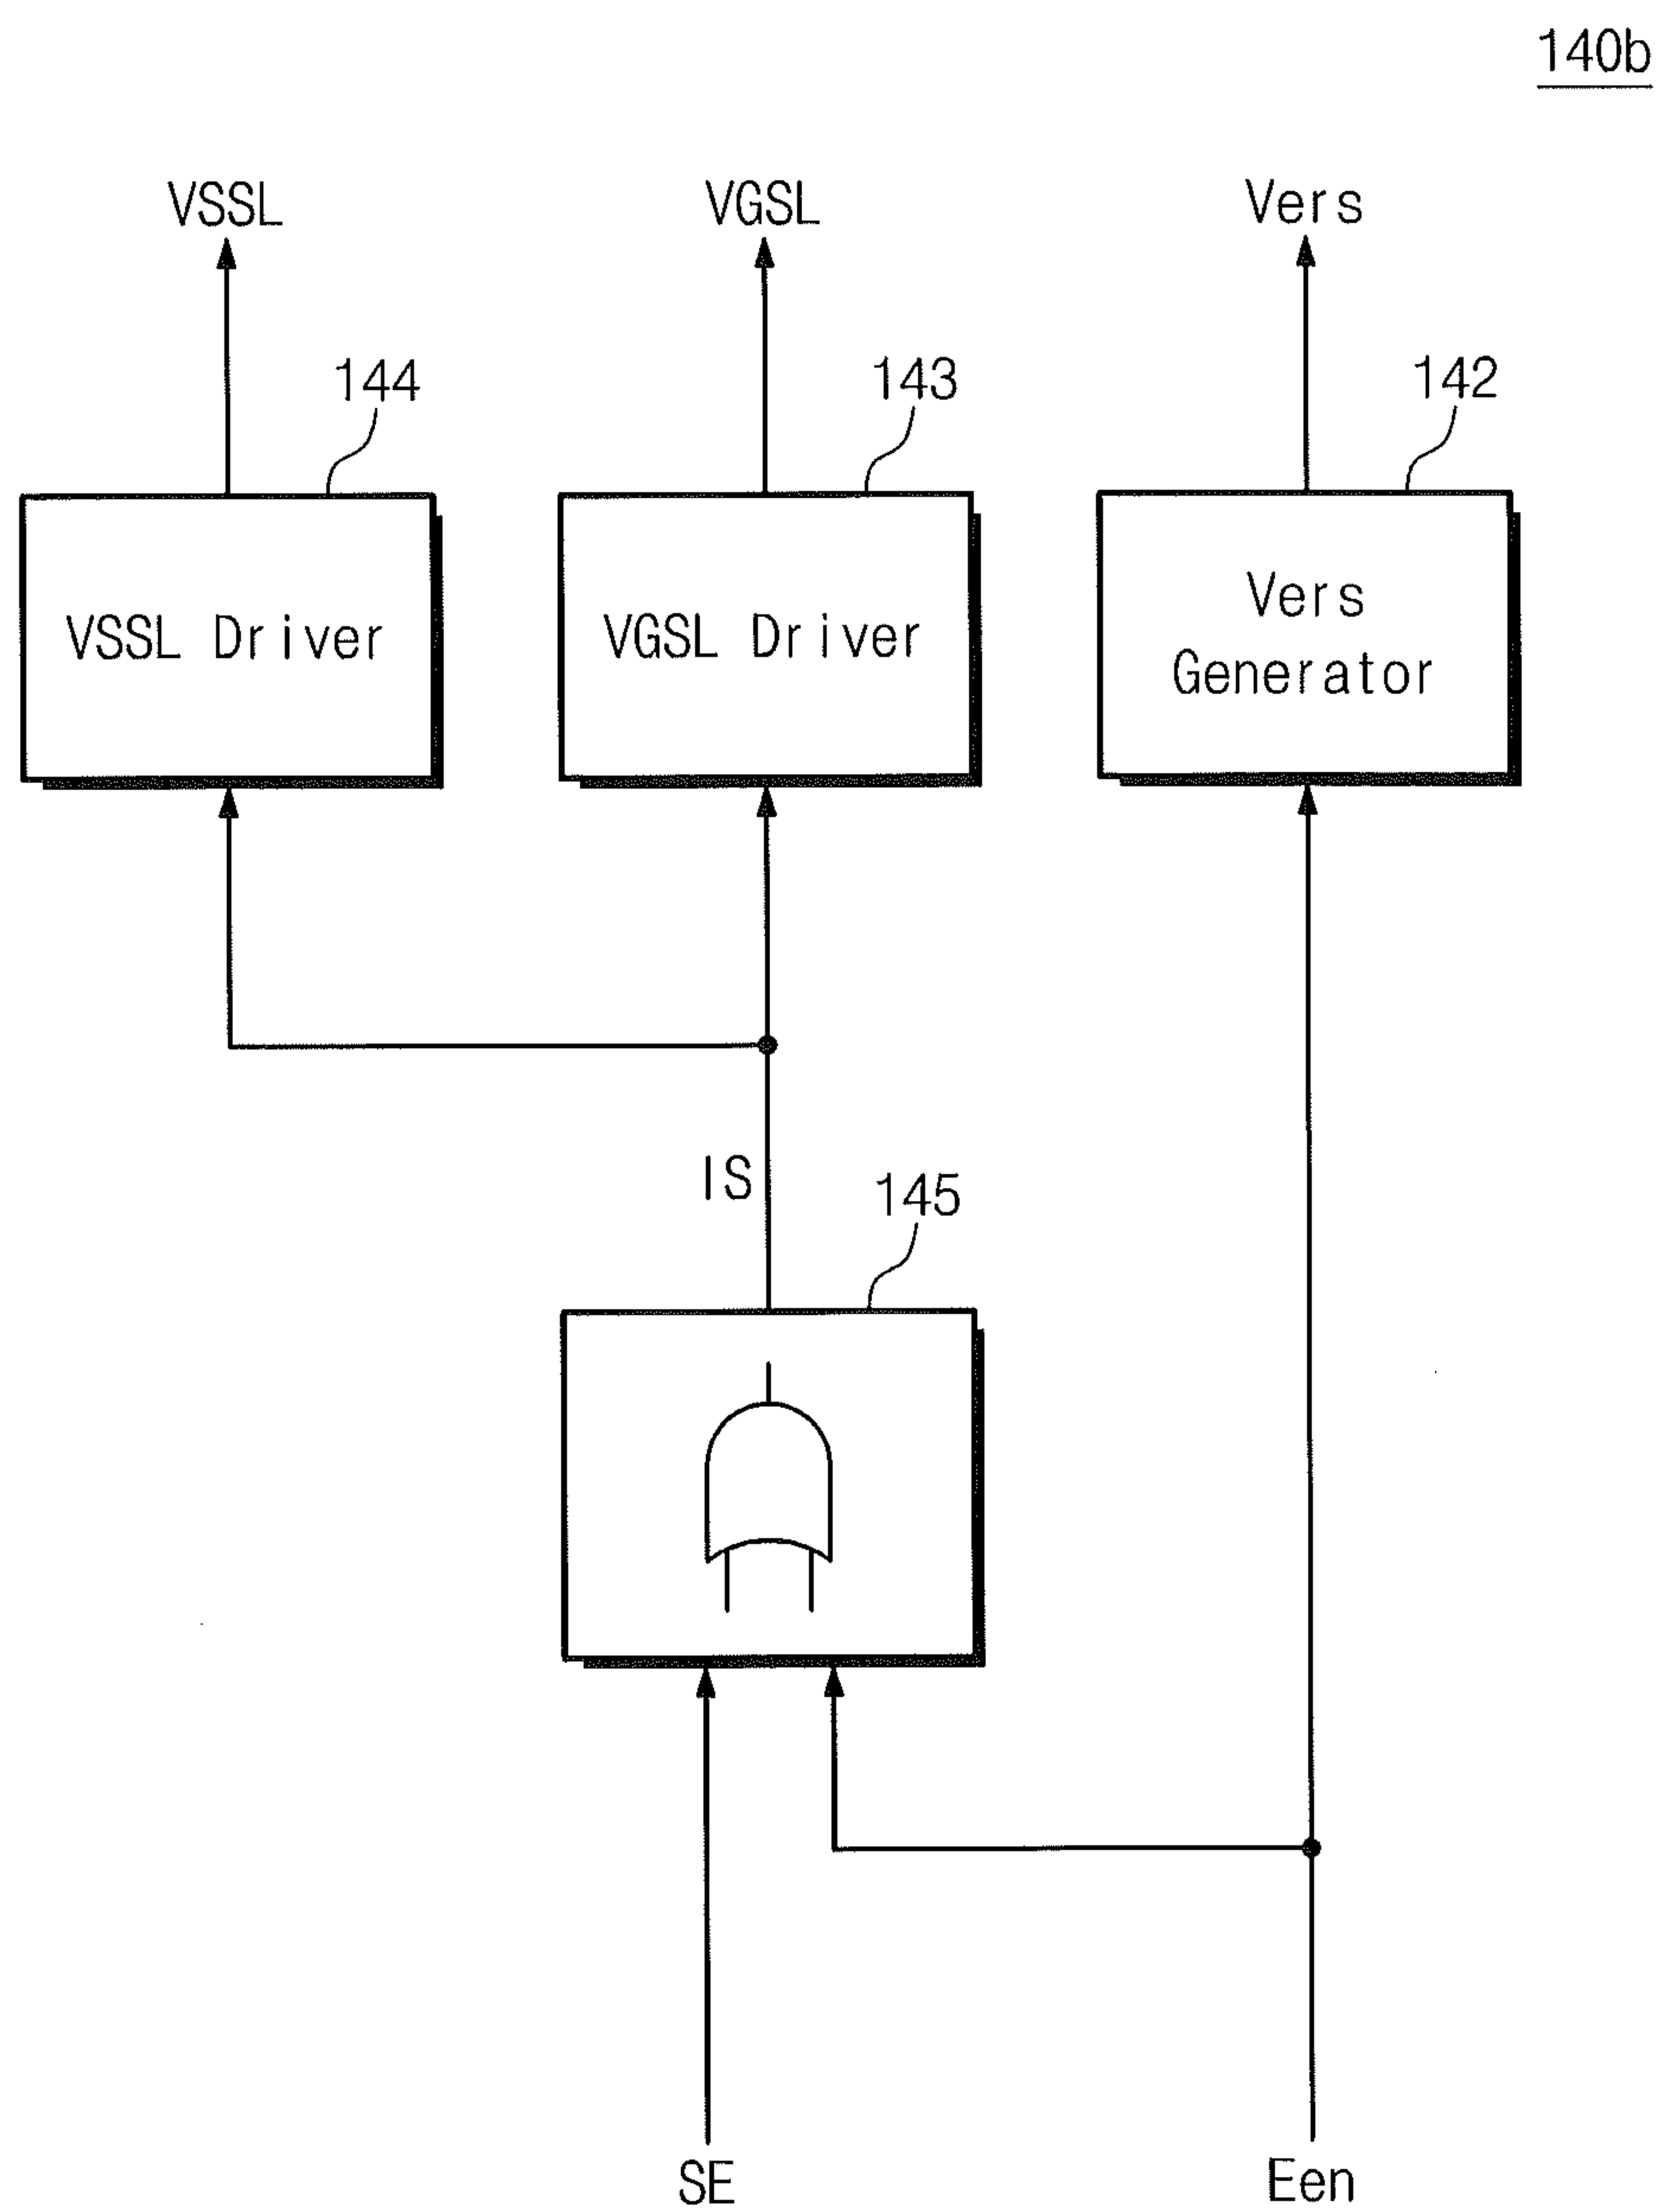 140b
VSSL
VGSL
Vers
144
143
142
VSSL Driver
VGSL Driver
Vers
Generator
IS
145
SE
Een